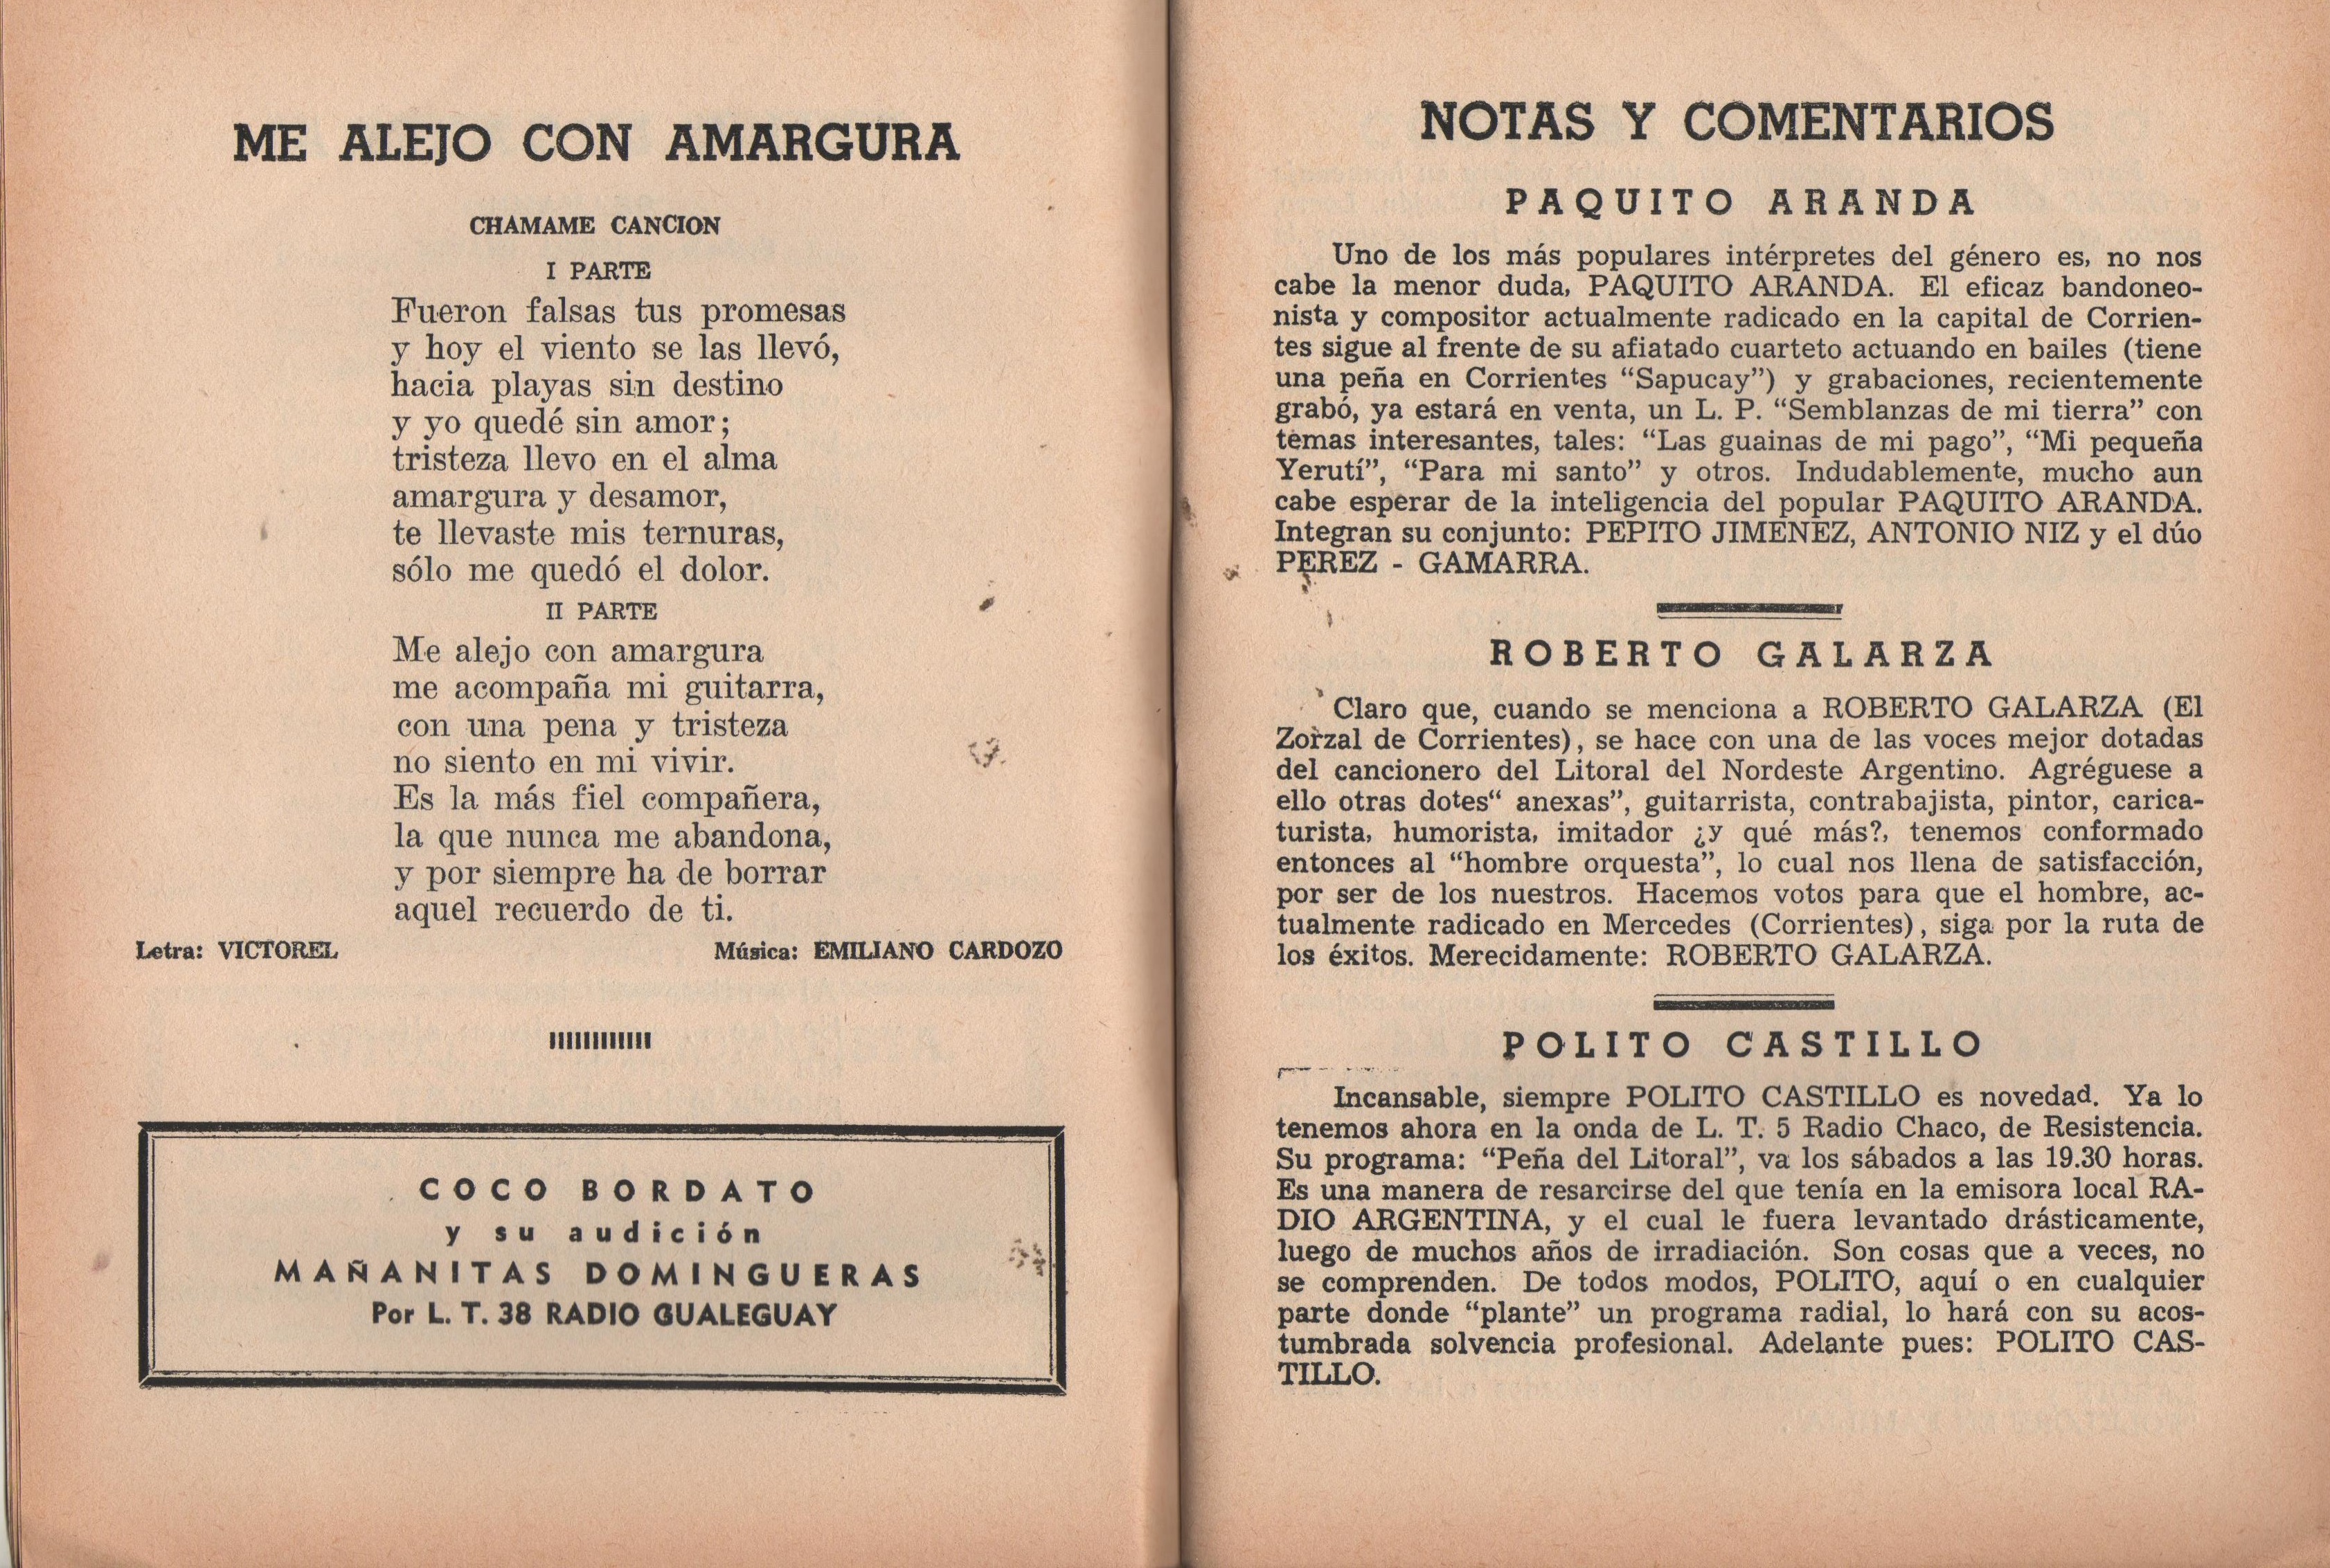 ME ALEJO CON AMARGURA
CHAMAME CANCION
I PARTE
Fueron falsas tus promesas
y hoy el viento se las llevó,
hacia playas sin destino
y yo quedé sin amor;
tristeza llevo en el alma
amargura y desamor,
te llevaste mis ternuras,
sólo me quedó el dolor.
II PARTE
Me alejo con amargura
me acompaña mi guitarra,
con una pena y tristeza
no siento en mi vivir.
Es la más fiel compañera,
la que nunca me abandona,
y por siempre ha de borrar
aquel recuerdo de ti.
Letra: VICTOREL Música: EMILIANO CARDOZO
COCO BORDATO
y su audición
MAÑANITAS DOMINGUERAS
Por L. T. 38 RADIO GUALEGUAY
NOTAS Y COMENTARIOS
PAQUITO ARANDA
Uno de los más populares intérpretes del género es, no nos
cabe la menor duda, PAQUITO ARANDA. El eficaz bandoneo-
nista y compositor actualmente radicado en la capital de Corrien-
tes sigue al frente de su afiatado cuarteto actuando en bailes (tiene
una peña en Corrientes “Sapucay”) y grabaciones, recientemente
grabó, ya estará en venta, un L. P. “Semblanzas de mi tierra” con
temas interesantes, tales: “Las guainas de mi pago”, “Mi pequeña
Yerutí”, “Para mi santo” y otros. Indudablemente, mucho aun
cabe esperar de la inteligencia del popular PAQUITO ARANDA.
Integran su conjunto: PEPITO JIMENEZ, ANTONIO NIZ y el dúo
PEREZ - GAMARRA.
ROBERTO GALARZA
Claro que, cuando se menciona a ROBERTO GALARZA (El
Zorzal de Corrientes), se hace con una de las voces mejor dotadas
del cancionero del Litoral del Nordeste Argentino. Agréguese a
ello otras dotes“ anexas”, guitarrista, contrabajista, pintor, carica-
turista, humorista, imitador ¿y qué más?, tenemos conformado
entonces al “hombre orquesta”, lo cual nos llena de satisfacción,
por ser de los nuestros. Hacemos votos para que el hombre, ac-
tualmente radicado en Mercedes (Corrientes), siga por la ruta de
los éxitos. Merecidamente: ROBERTO GALARZA.
POLITO CASTILLO
Incansable, siempre POLITO CASTILLO es novedad. Ya lo
tenemos ahora en la onda de L. T. 5 Radio Chaco, de Resistencia.
Su programa: “Peña del Litoral”, va los sábados a las 19.30 horas.
Es una manera de resarcirse del que tenía en la emisora local RA-
DIO ARGENTINA, y el cual le fuera levantado drásticamente,
luego de muchos años de irradiación. Son cosas que a veces, no
se comprenden. De todos modos, POLITO, aquí o en cualquier
parte donde “plante” un programa radial, lo hará con su acos-
tumbrada solvencia profesional. Adelante pues: POLITO CAS-
TILLO.